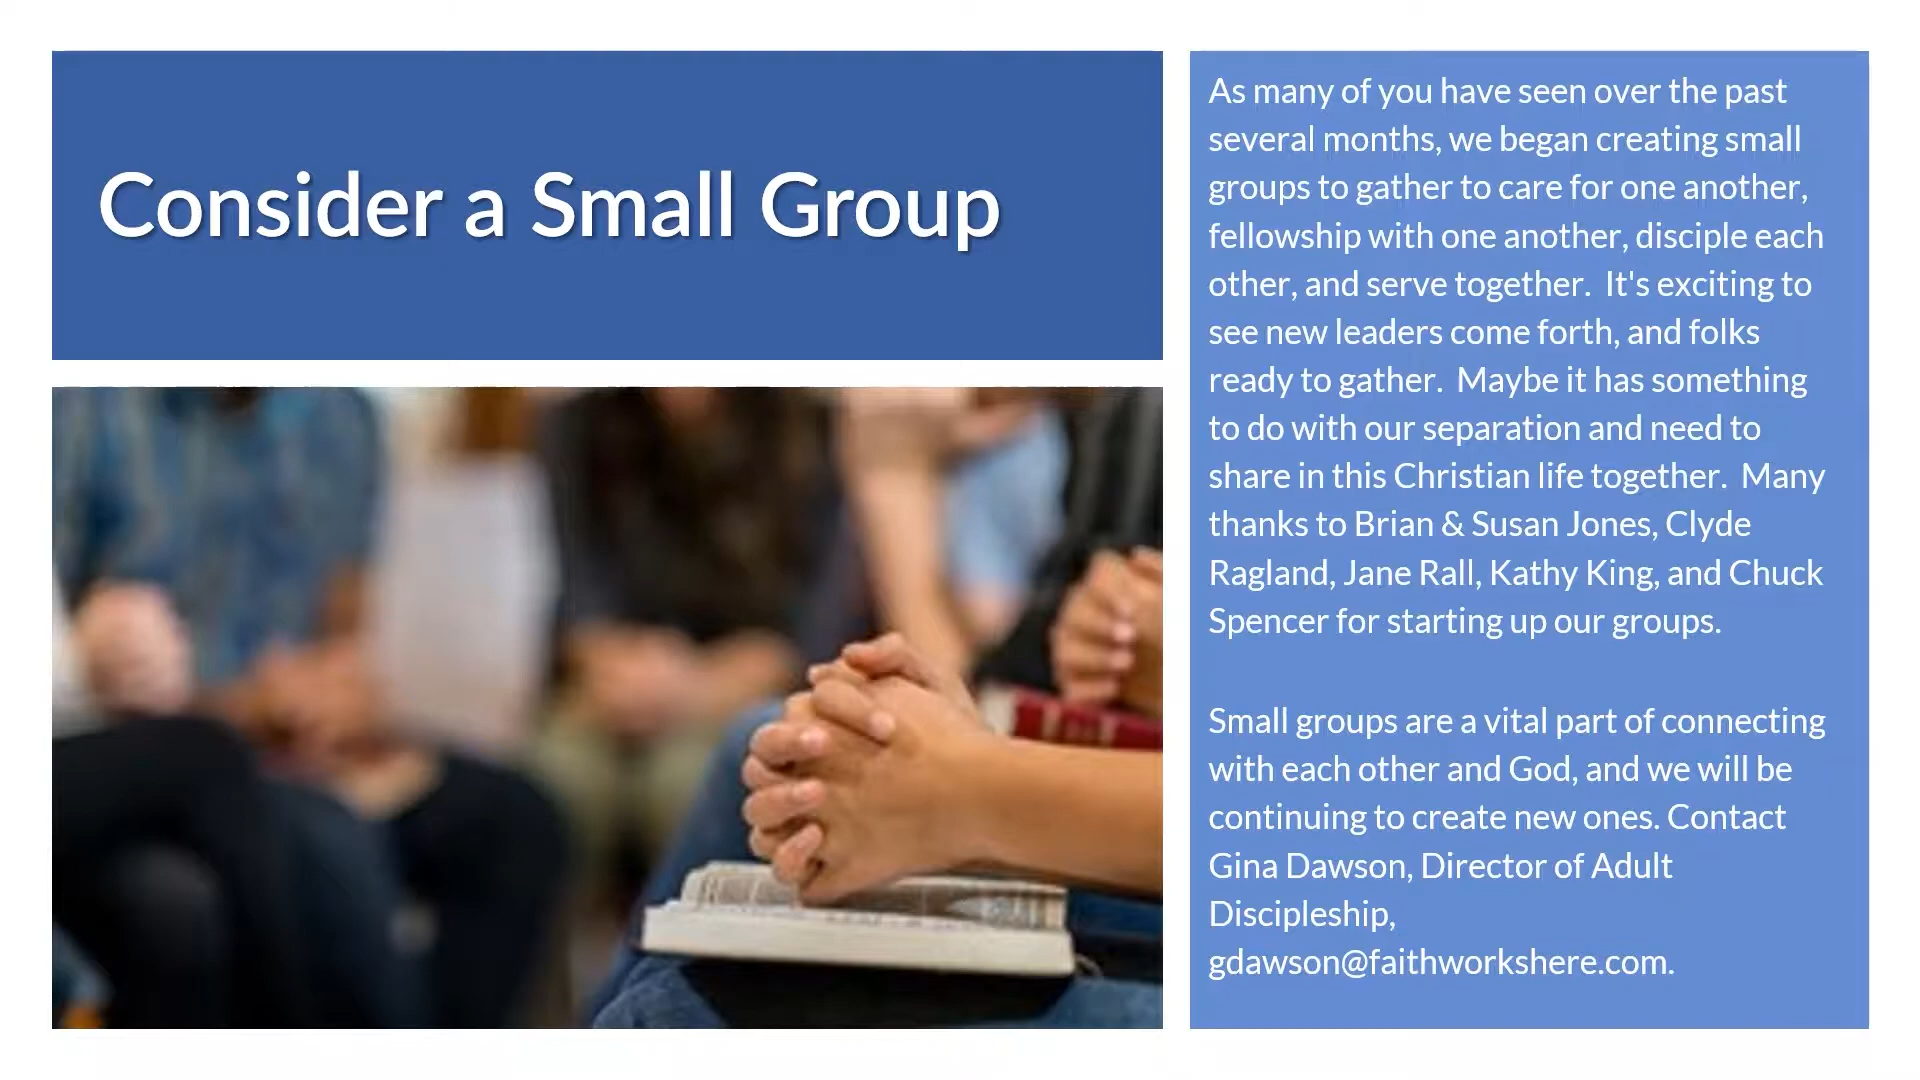 Consider a Small Group
As many of you have seen over the past
several months, we began creating small
groups to gather to care for one another,
fellowship with one another, disciple each
other, and serve together.  It's exciting to
see new leaders come forth, and folks
ready to gather.  Maybe it has something
to do with our separation and need to
share in this Christian life together.  Many
thanks to Brian & Susan Jones, Clyde
Ragland, Jane Rall, Kathy King, and Chuck
Spencer for starting up our groups.
Small groups are a vital part of connecting
with each other and God, and we will be
continuing to create new ones. Contact
Gina Dawson, Director of Adult
Discipleship,
gdawson@faithworkshere.com.